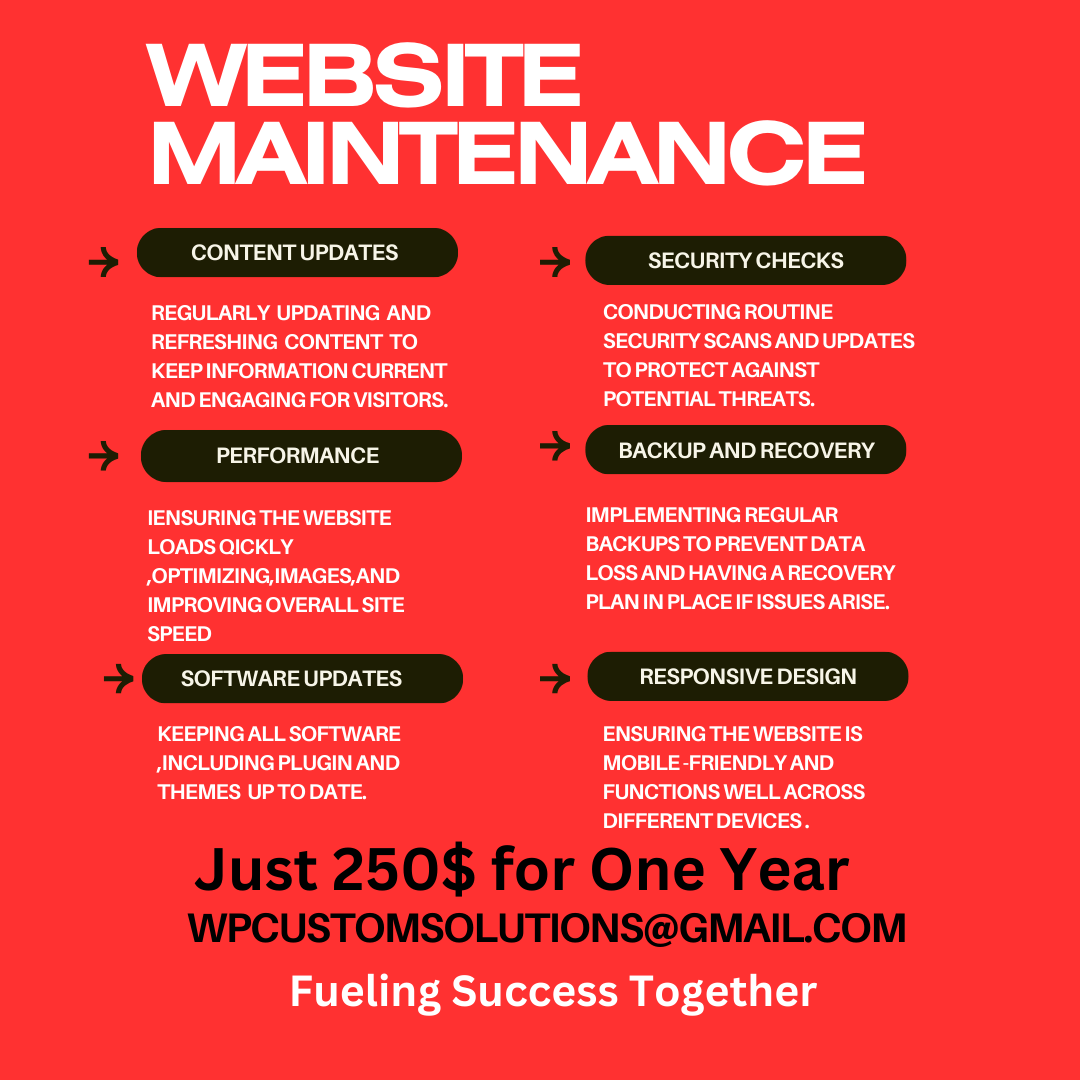 WEBSITE
MAINTENANCE
CONTENT UPDATES
REGULARLY UPDATING AND
REFRESHING CONTENT TO
KEEP INFORMATION CURRENT
AND ENGAGING FOR VISITORS.
SECURITY CHECKS
CONDUCTING ROUTINE
SECURITY SCANS AND UPDATES
TO PROTECT AGAINST
POTENTIAL THREATS.
PERFORMANCE
IENSURING THE WEBSITE
LOADS QICKLY
,OPTIMIZING,IMAGES,AND
IMPROVING OVERALL SITE
SPEED
BACKUP AND RECOVERY
IMPLEMENTING REGULAR
BACKUPS TO PREVENT DATA
LOSS AND HAVING A RECOVERY
PLAN IN PLACE IF ISSUES ARISE.
SOFTWARE UPDATES
KEEPING ALL SOFTWARE
,INCLUDING PLUGIN AND
THEMES UP TO DATE.
RESPONSIVE DESIGN
ENSURING THE WEBSITE IS
MOBILE -FRIENDLY AND
FUNCTIONS WELL ACROSS
DIFFERENT DEVICES .
Just 250$ for One Year
WPCUSTOMSOLUTIONS@GMAIL.COM
Fueling Success Together